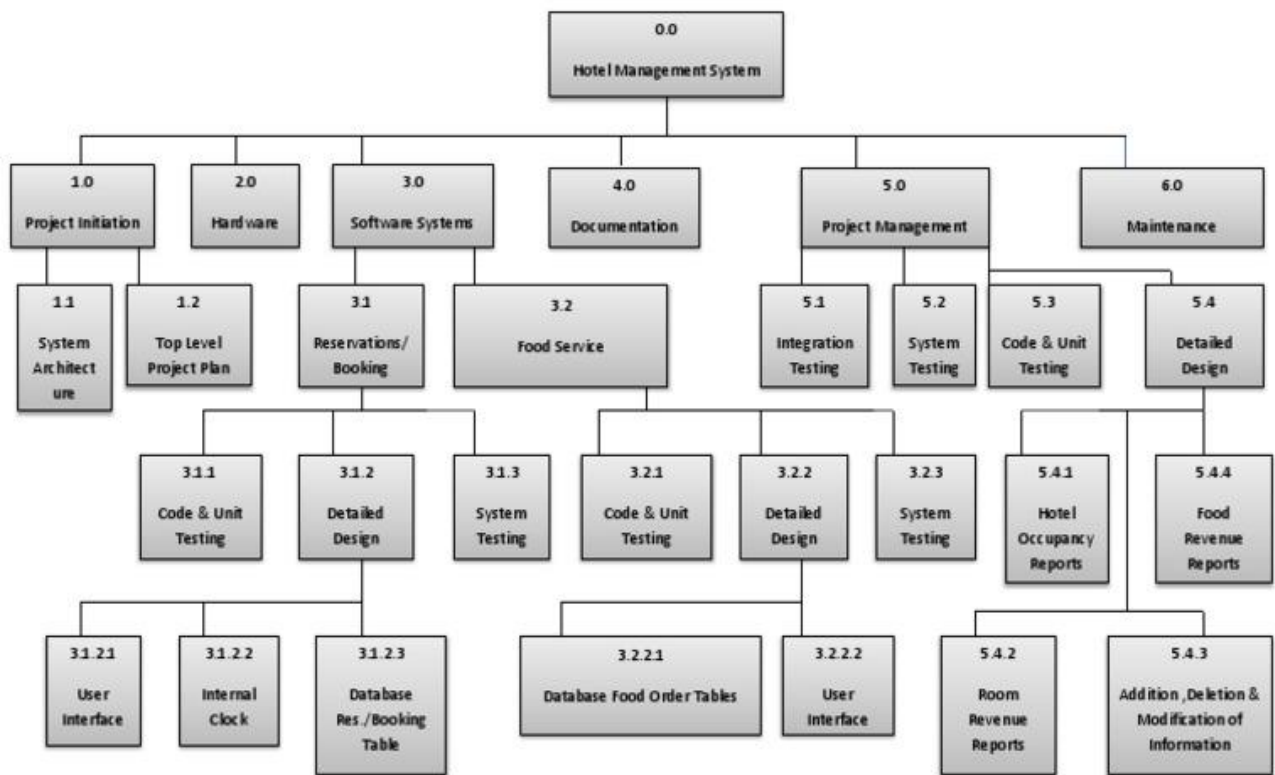 0.0
Hotel Management System
1.0
Project Initiation
2.0
Hardware
3.0
Software Systems
4.0
Documentation
5.0
Project Management
6.0
Maintenance
1.1
System
Architect
ure
1.2
Top Level
Project Plan
3.1
Reservations/
Booking
3.2
Food Service
5.1
Integration
Testing
5.2
System
Testing
5.3
Code & Unit
Testing
5.4
Detailed
Design
3.1.1
Code & Unit
Testing
3.1.2
Detailed
Design
3.1.3
System
Testing
3.2.1
Code & Unit
Testing
3.2.2
Detailed
Design
3.2.3
System
Testing
5.4.1
Hotel
Occupancy
Reports
5.4.4
Food
Revenue
Reports
3.1.2.1
User
Interface
3.1.2.2
Internal
Clock
3.1.2.3
Database
Res./Booking
Table
3.2.2.1
Database Food Order Tables
3.2.2.2
User
Interface
5.4.2
Room
Revenue
Reports
5.4.3
Addition ,Deletion &
Modification of
Information